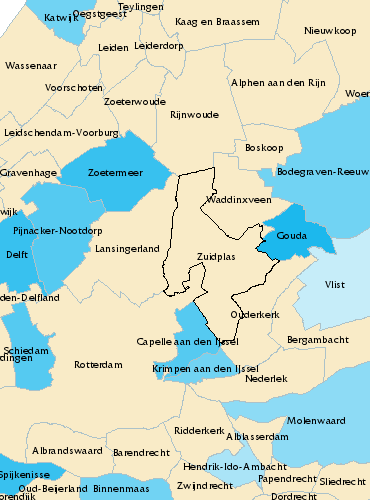 Teylingen
Katwijk
Oegstgeest
Kaag en Braassem
Nieuwkoop
Leiden
Leiderdorp
Wassenaar
Voorschoten
Alphen aan den Rijn
Woer
Zoeterwoude
Rijnwoude
Leidschendam-Voorburg
Boskoop
Gravenhage
Zoetermeer
Bodegraven-Reeuw
Waddinxveen
wijk
Pijnacker-Nootdorp
Gouda
Lansingerland
Delft
Zuidplas
Vlist
den-Delfland
Ouderkerk
Capelle aan den IJssel
Bergambacht
Schiedam
dingen
Rotterdam
Krimpen aan den IJssel
Nederlek
Molenwaard
Ridderkerk
Alblasserdam
Albrandswaard
Barendrecht
Hendrik-Ido-Ambacht
Spijkenisse
Papendrecht
Sliedrecht
Oud-Beijerland
Binnenmaas
Zwijndrecht
orendijk
Dordrecht